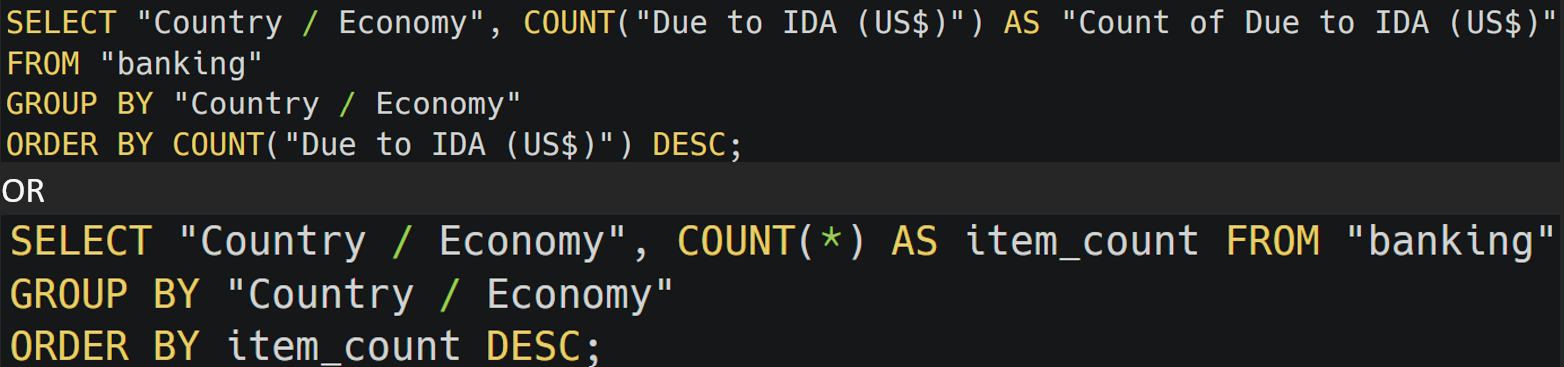 SELECT "Country / Economy", COUNT("Due to IDA (US$)") AS "Count of Due to IDA (US$)"
FROM "banking"
GROUP BY "Country / Economy"
ORDER BY COUNT("Due to IDA (US$)") DESC;
OR
SELECT "Country / Economy", COUNT(*) AS item_count FROM "banking"
GROUP BY "Country / Economy"
ORDER BY item_count DESC;